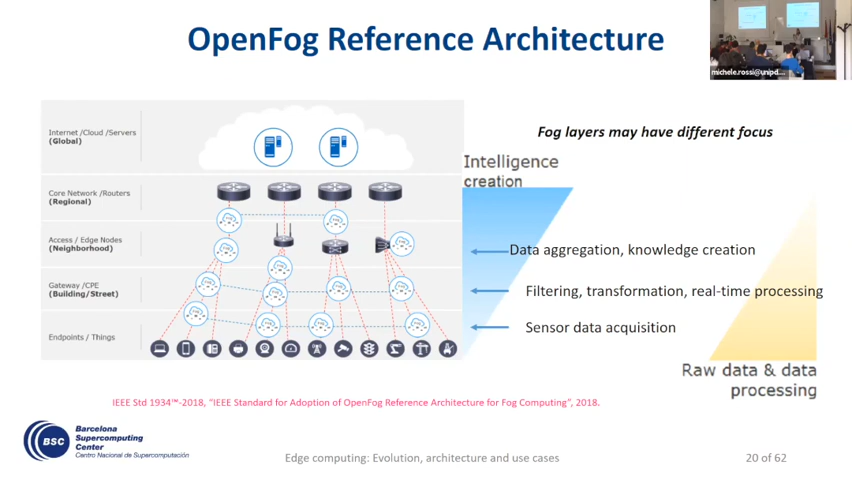 OpenFog Reference Architecture
michele.rossi@unipd....
Internet /Cloud /Servers
(Global)
Core Network /Routers
(Regional)
Access / Edge Nodes
(Neighborhood)
Gateway /CPE
(Building/Street)
Endpoints / Things
Fog layers may have different focus
Intelligence
creation
Data aggregation, knowledge creation
Filtering, transformation, real-time processing
Sensor data acquisition
Raw data & data
processing
IEEE Std 1934™-2018, “IEEE Standard for Adoption of OpenFog Reference Architecture for Fog Computing”, 2018.
BSC
Barcelona
Supercomputing
Center
Centro Nacional de Supercomputación
Edge computing: Evolution, architecture and use cases
20 of 62